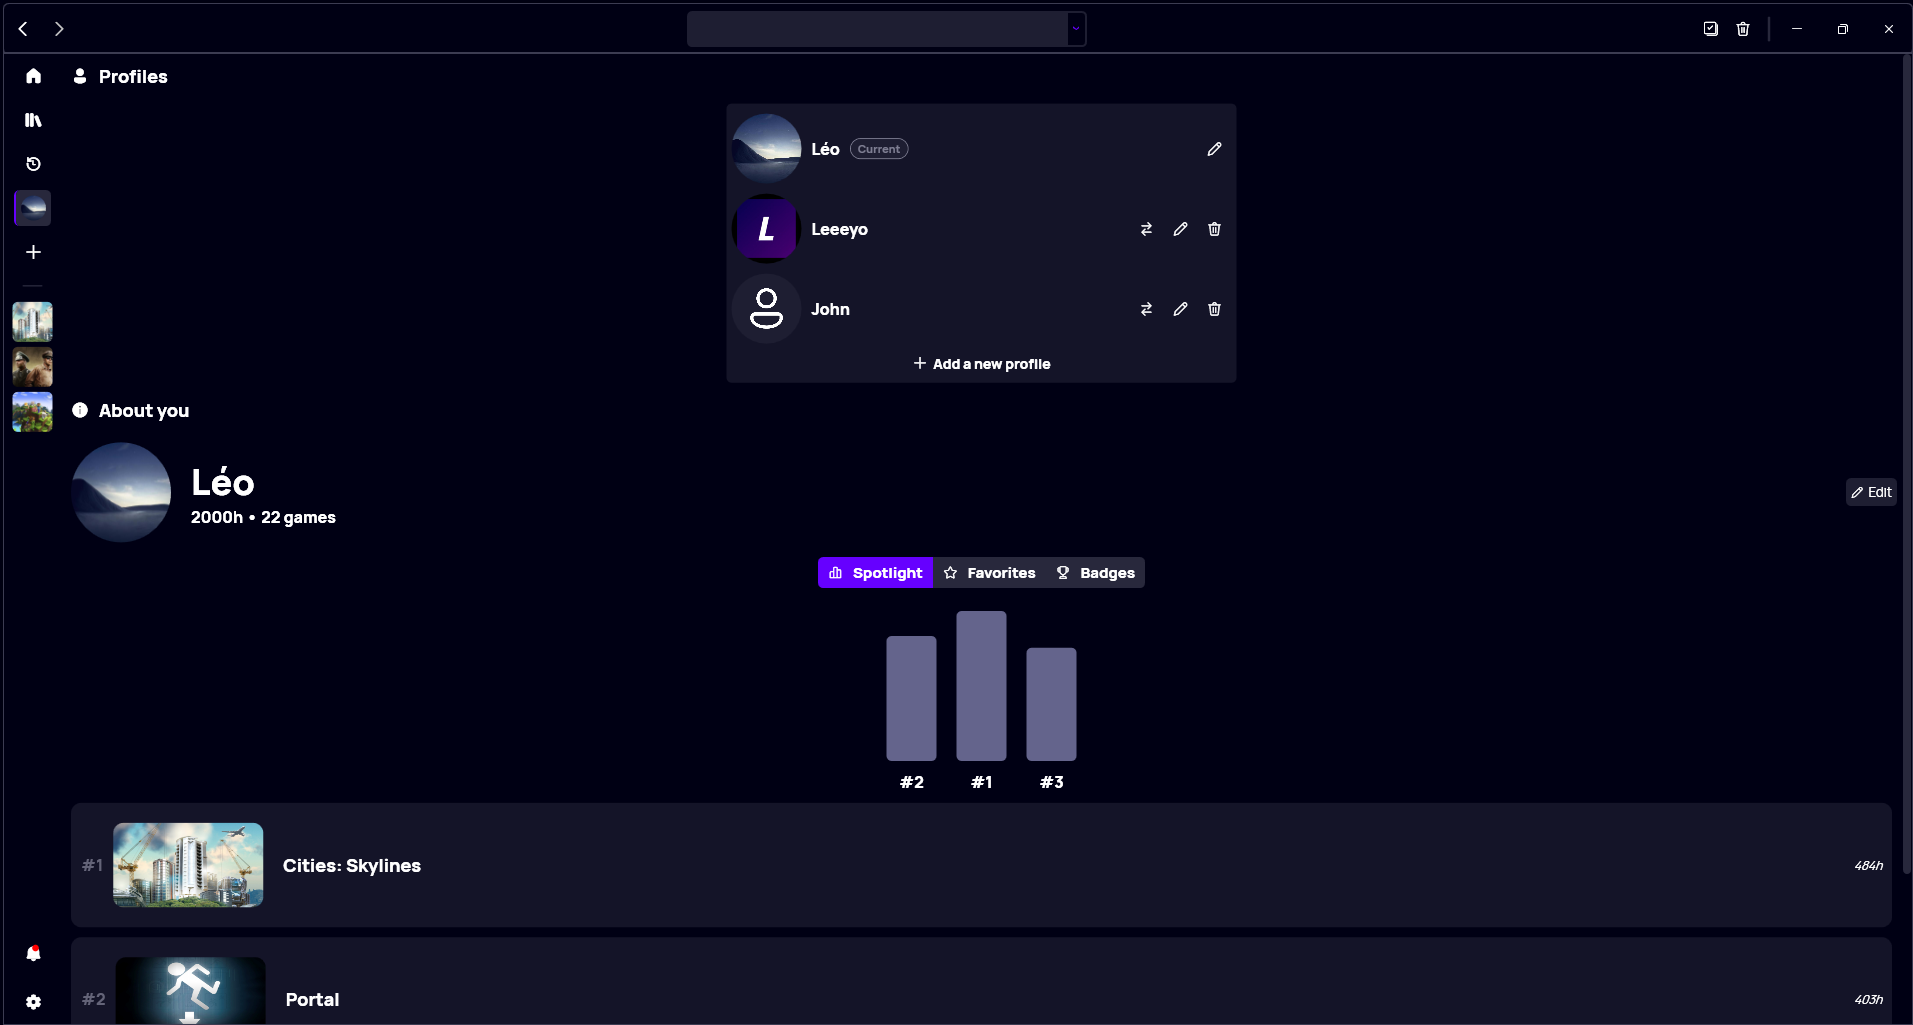 Profiles
Léo Current
L Leeeyo
John
Add a new profile
About you
Léo
2000h • 22 games
Edit
Spotlight Favorites Badges
#2 #1 #3
#1 Cities: Skylines 484h
#2 Portal 403h